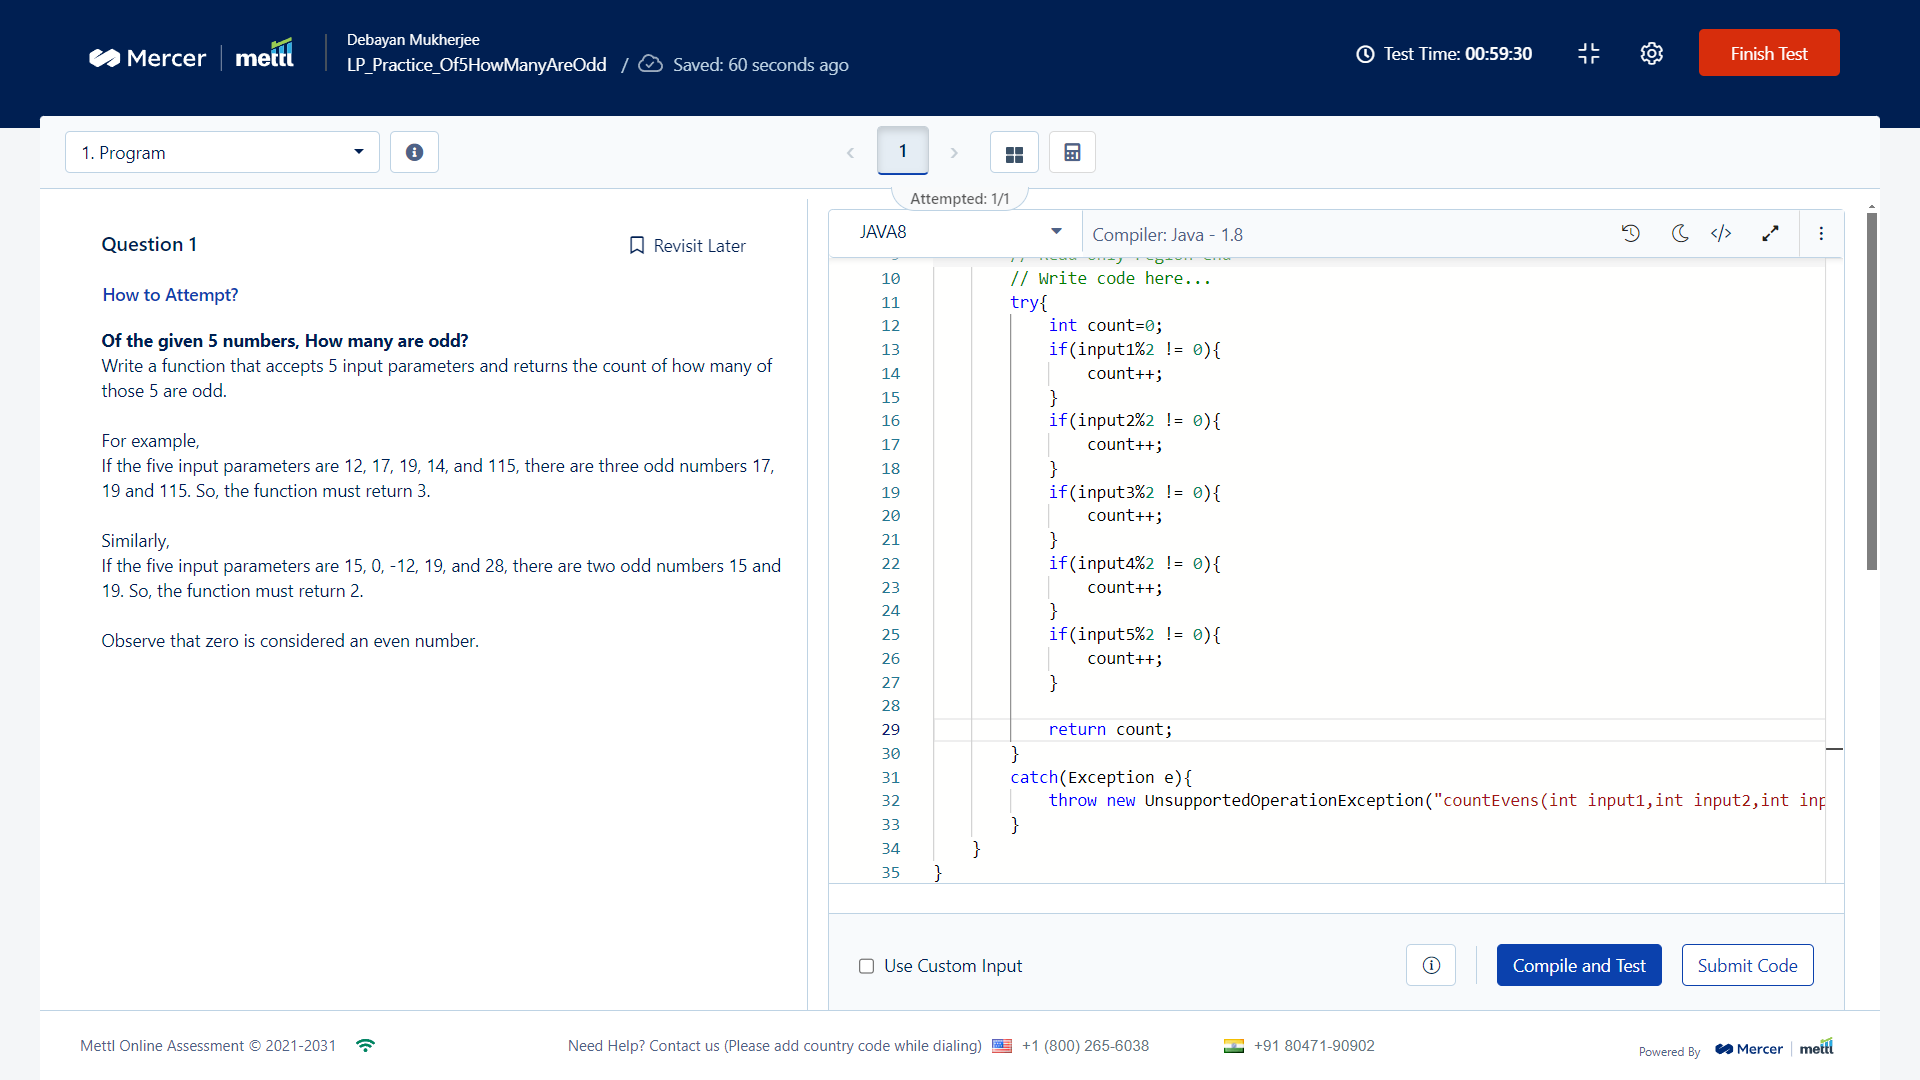 Mercer mettl
Debayan Mukherjee
LP_Practice_Of5HowManyAreOdd / Saved: 60 seconds ago
Test Time: 00:59:30
Finish Test
1. Program
1
Attempted: 1/1
Question 1
Revisit Later
How to Attempt?
Of the given 5 numbers, How many are odd?
Write a function that accepts 5 input parameters and returns the count of how many of
those 5 are odd.
For example,
If the five input parameters are 12, 17, 19, 14, and 115, there are three odd numbers 17,
19 and 115. So, the function must return 3.
Similarly,
If the five input parameters are 15, 0, -12, 19, and 28, there are two odd numbers 15 and
19. So, the function must return 2.
Observe that zero is considered an even number.
JAVA8
Compiler: Java - 1.8
10 // Write code here...
11 try{
12 int count=0;
13 if(input1%2 != 0){
14 count++;
15 }
16 if(input2%2 != 0){
17 count++;
18 }
19 if(input3%2 != 0){
20 count++;
21 }
22 if(input4%2 != 0){
23 count++;
24 }
25 if(input5%2 != 0){
26 count++;
27 }
28
29 return count;
30 }
31 catch(Exception e){
32 throw new UnsupportedOperationException("countEvens(int input1,int input2,int inp
33 }
34 }
35 }
Use Custom Input
Compile and Test
Submit Code
Mettl Online Assessment © 2021-2031
Need Help? Contact us (Please add country code while dialing) +1 (800) 265-6038
+91 80471-90902
Powered By Mercer mettl